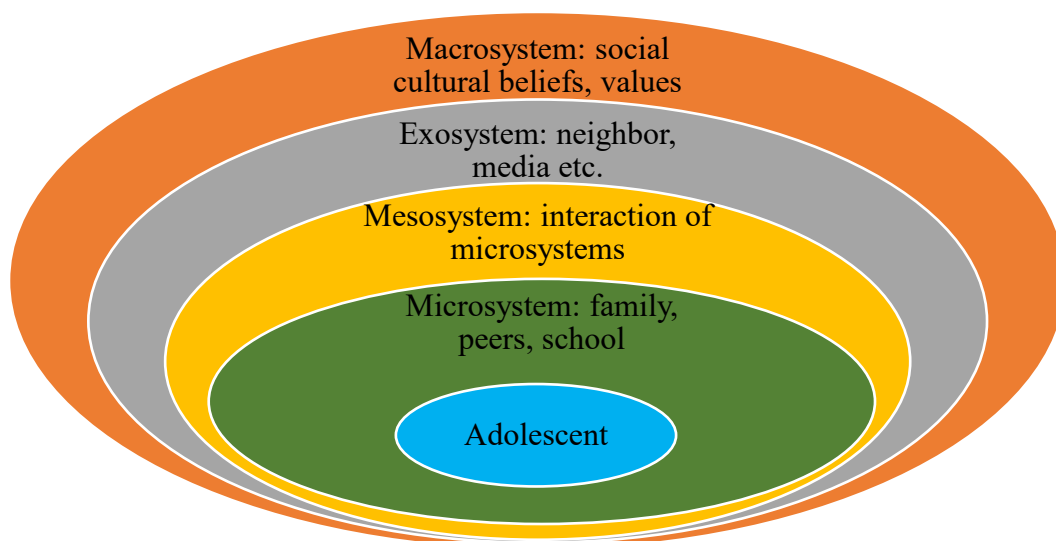 Macrosystem: social
cultural beliefs, values
Exosystem: neighbor,
media etc.
Mesosystem: interaction of
microsystems
Microsystem: family,
peers, school
Adolescent